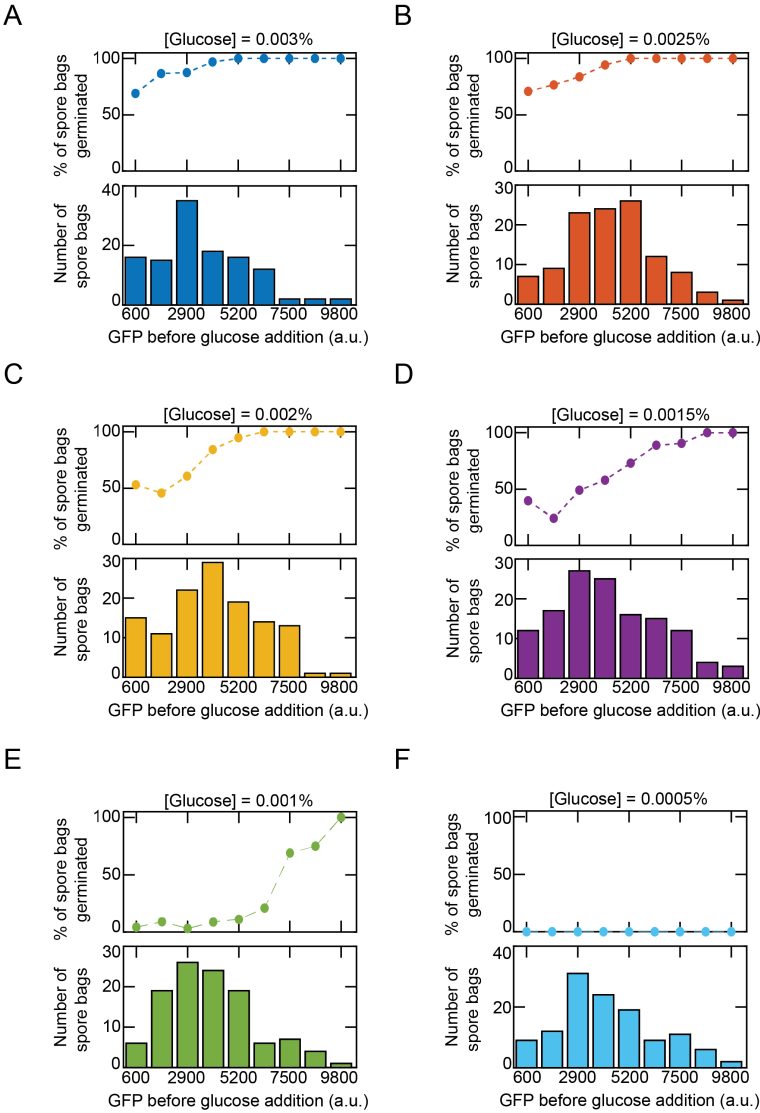 A
[Glucose] = 0.003%
% of spore bags
germinated
100
50
0
Number of
spore bags
40
20
0
600 2900 5200 7500 9800
GFP before glucose addition (a.u.)
B
[Glucose] = 0.0025%
% of spore bags
germinated
100
50
0
Number of
spore bags
30
20
10
0
600 2900 5200 7500 9800
GFP before glucose addition (a.u.)
C
[Glucose] = 0.002%
% of spore bags
germinated
100
50
0
Number of
spore bags
30
20
10
0
600 2900 5200 7500 9800
GFP before glucose addition (a.u.)
D
[Glucose] = 0.0015%
% of spore bags
germinated
100
50
0
Number of
spore bags
30
20
10
0
600 2900 5200 7500 9800
GFP before glucose addition (a.u.)
E
[Glucose] = 0.001%
% of spore bags
germinated
100
50
0
Number of
spore bags
30
20
10
0
600 2900 5200 7500 9800
GFP before glucose addition (a.u.)
F
[Glucose] = 0.0005%
% of spore bags
germinated
100
50
0
Number of
spore bags
40
20
0
600 2900 5200 7500 9800
GFP before glucose addition (a.u.)